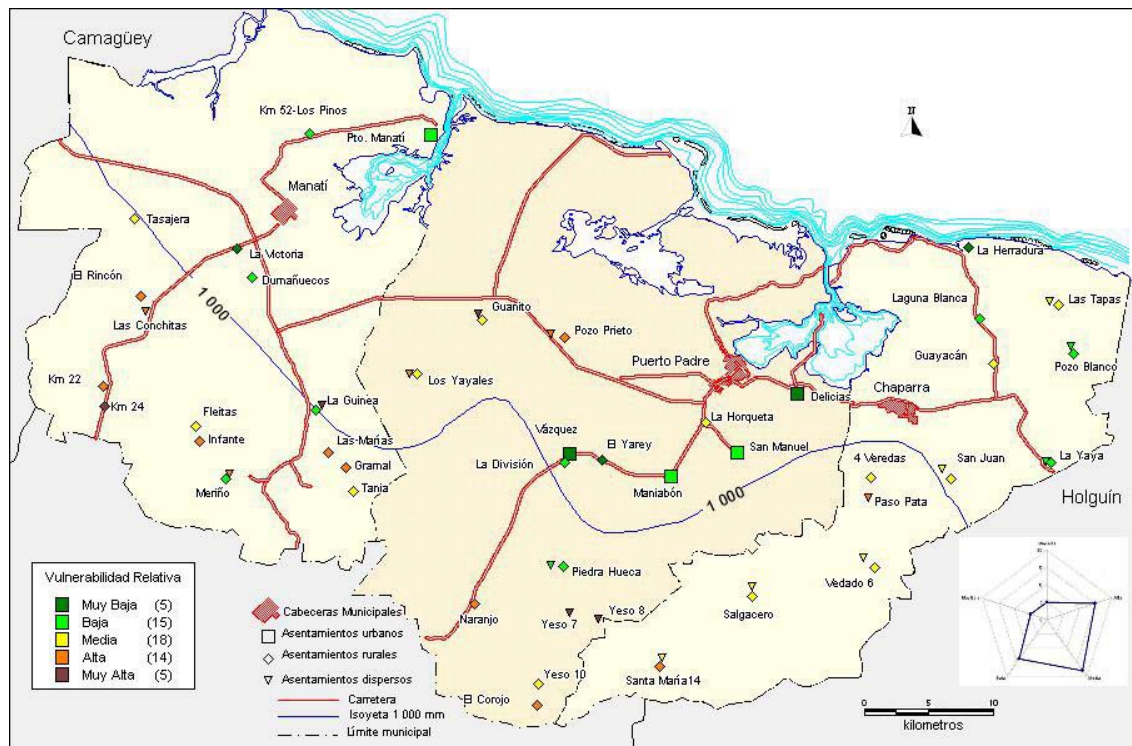 Camagüey
Km 52-Los Pinos
Pto. Manatí
N
Manatí
Tasajera
La Victoria
El Rincón
Dumañuecos
La Herradura
Las Conchitas
1 000
Guanito
Laguna Blanca
Las Tapas
Pozo Prieto
Puerto Padre
Guayacán
Pozo Blanco
Km 22
Los Yayales
Chaparra
Km 24
Fleitas
La Guinea
Delicias
Infante
Las Marías
Vázquez
La Horqueta
El Yarey
San Manuel
Gramal
La División
4 Veredas
San Juan
La Yaya
Meriño
Tania
Maniabón
1 000
Paso Pata
Holguín
Piedra Hueca
Vedado 6
Salgacero
Naranjo
Yeso 7
Yeso 8
Yeso 10
Santa María14
El Corojo
Vulnerabilidad Relativa
Muy Baja (5)
Baja (15)
Media (18)
Alta (14)
Muy Alta (5)
Cabeceras Municipales
Asentamientos urbanos
Asentamientos rurales
Asentamientos dispersos
Carretera
Isoyeta 1 000 mm
Límite municipal
Alta
Media
Baja
0 5 10
kilometros